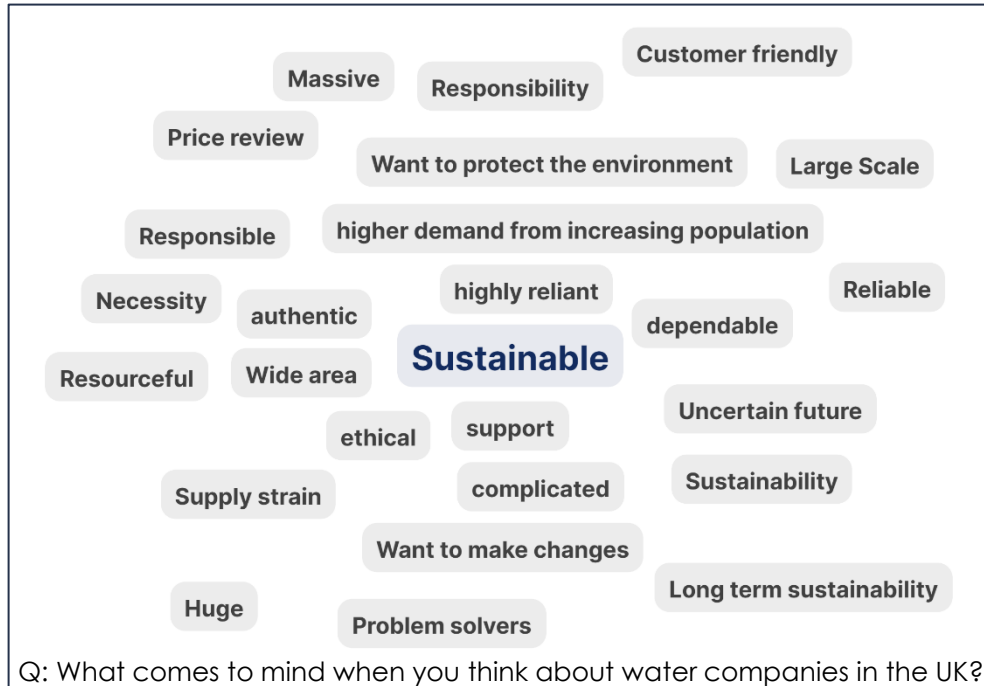 Customer friendly
Massive
Responsibility
Price review
Want to protect the environment
Large Scale
Responsible
higher demand from increasing population
Necessity
authentic
highly reliant
Reliable
dependable
Sustainable
Resourceful
Wide area
Uncertain future
ethical
support
Supply strain
complicated
Sustainability
Want to make changes
Long term sustainability
Huge
Problem solvers
Q: What comes to mind when you think about water companies in the UK?